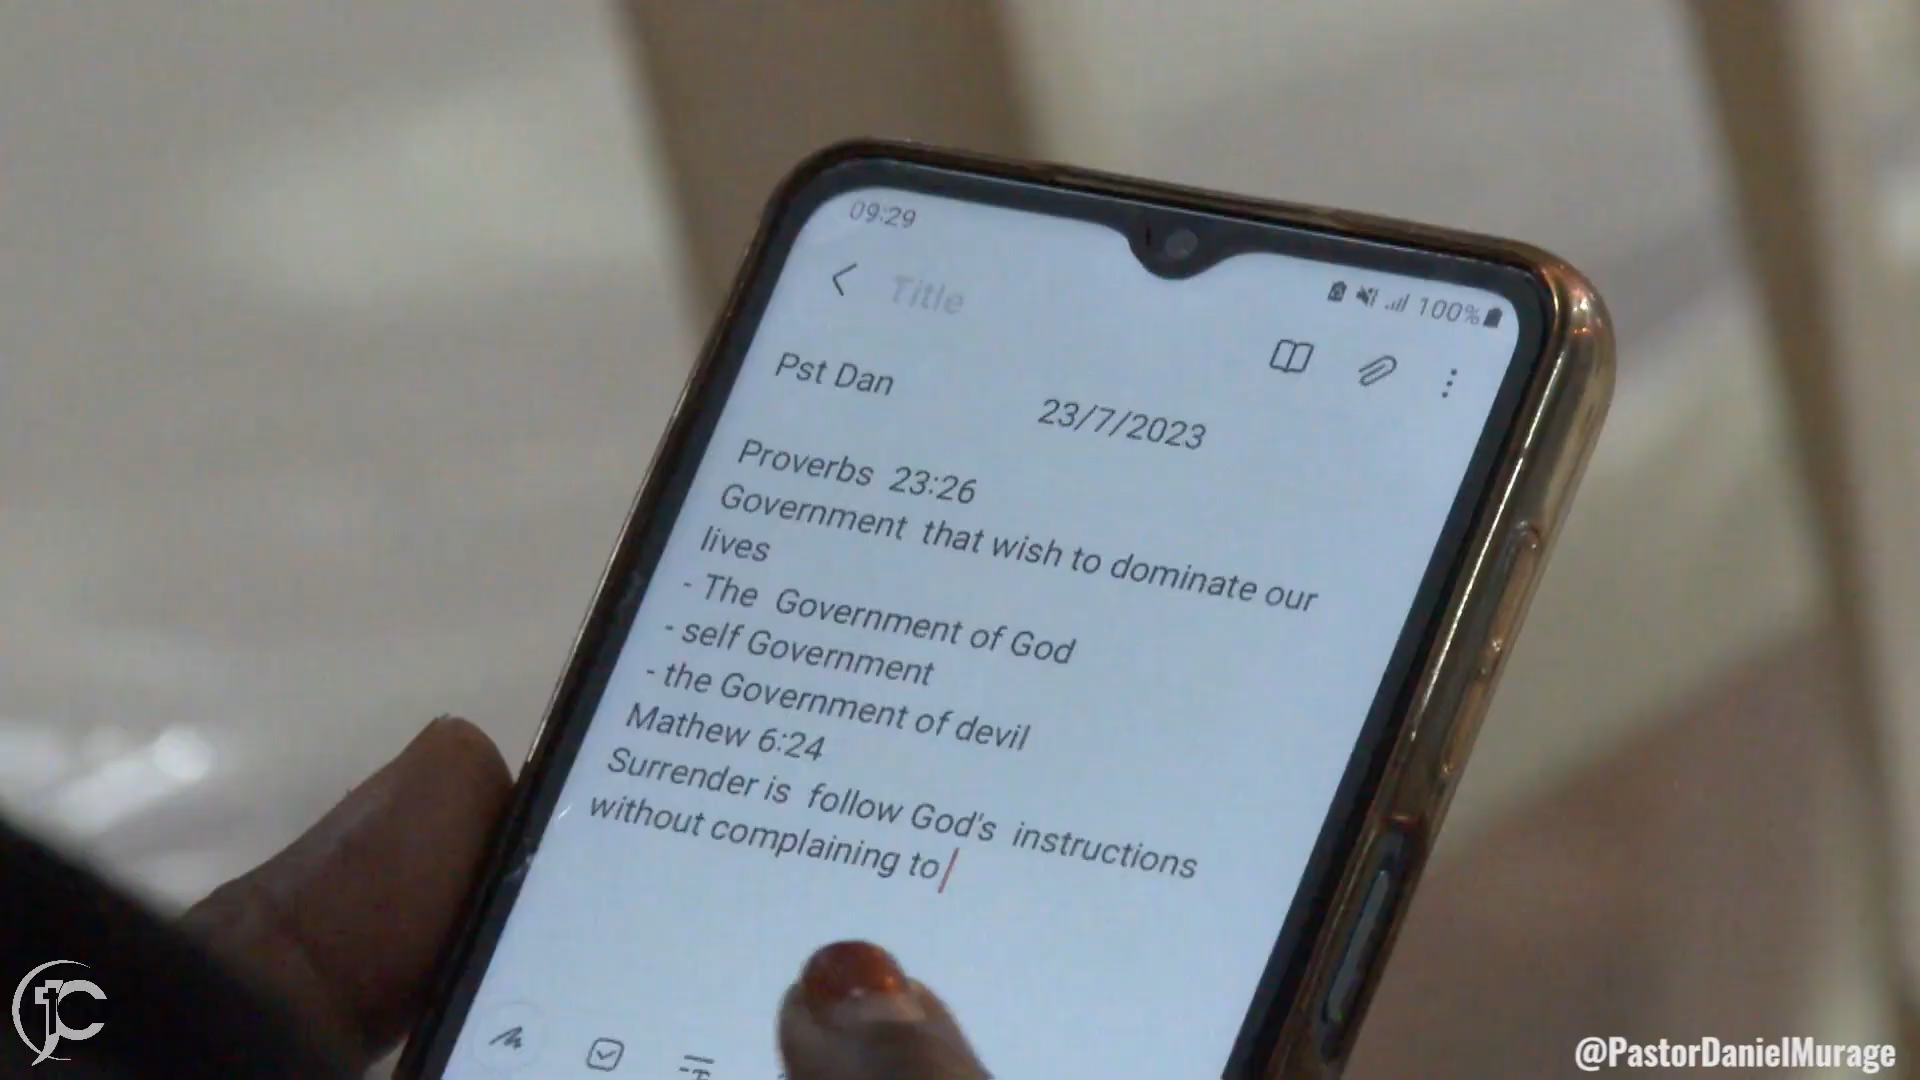 09:29
100%
Title
Pst Dan
23/7/2023
Proverbs 23:26
Government that wish to dominate our
lives
- The Government of God
- self Government
- the Government of devil
Mathew 6:24
Surrender is follow God's instructions
without complaining to
JC
@PastorDanielMurage